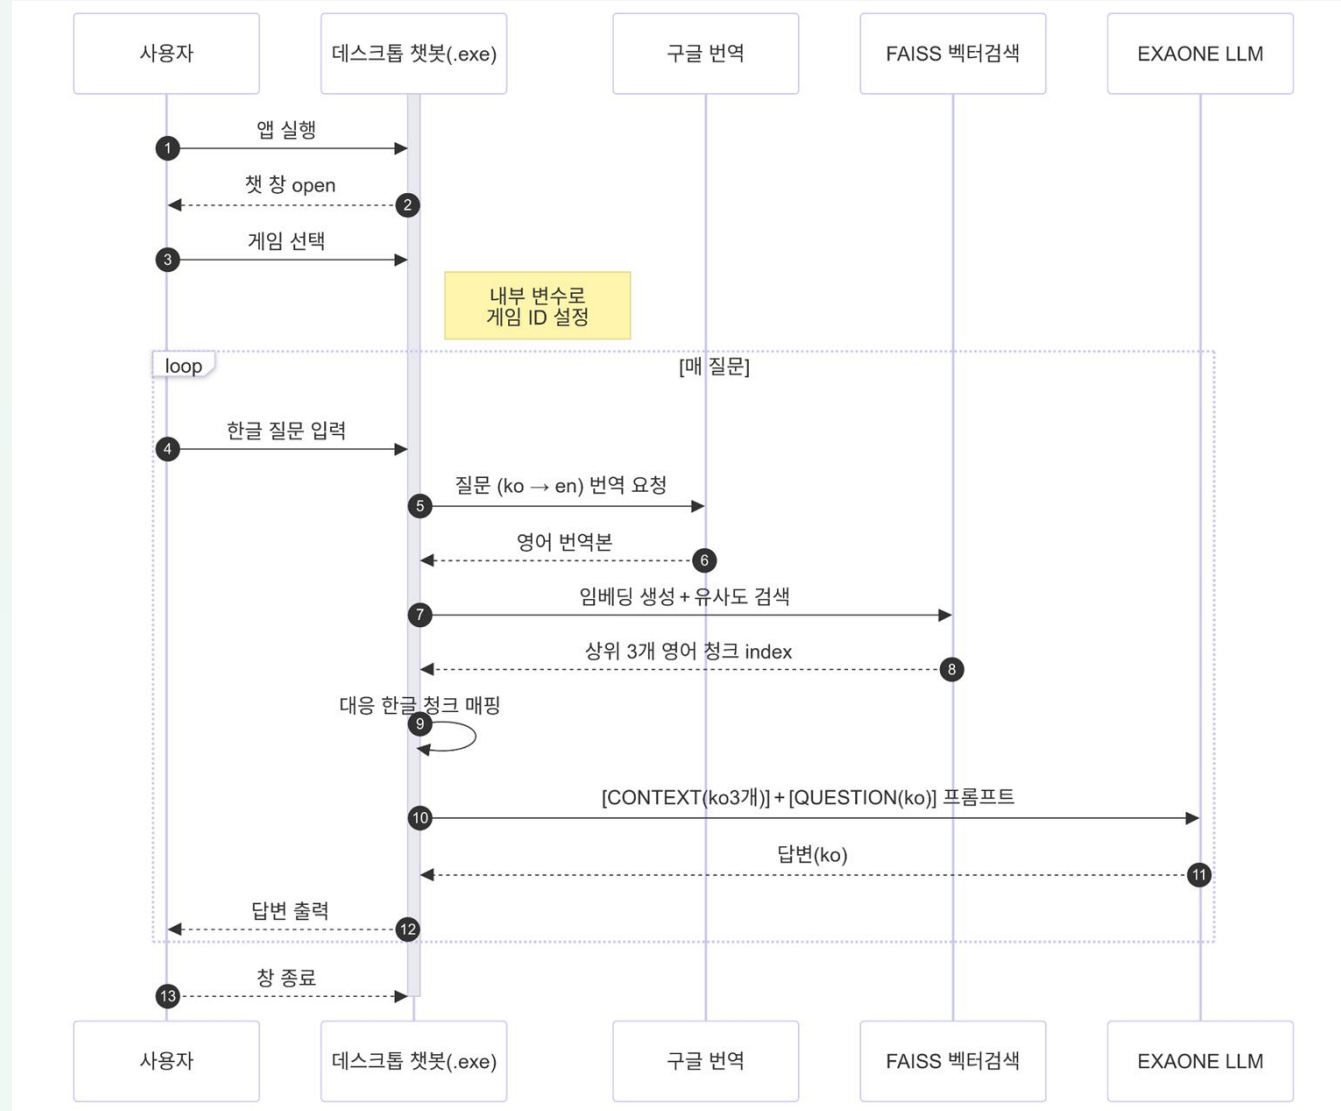 사용자
데스크톱 챗봇(.exe)
구글 번역
FAISS 벡터검색
EXAONE LLM
앱 실행
1
챗 창 open
2
게임 선택
3
내부 변수로
게임 ID 설정
loop
[매 질문]
한글 질문 입력
4
질문 (ko → en) 번역 요청
5
영어 번역본
6
임베딩 생성+유사도 검색
7
상위 3개 영어 청크 index
8
대응 한글 청크 매핑
9
[CONTEXT(ko3개)]+[QUESTION(ko)] 프롬프트
10
답변(ko)
11
답변 출력
12
창 종료
13
사용자
데스크톱 챗봇(.exe)
구글 번역
FAISS 벡터검색
EXAONE LLM